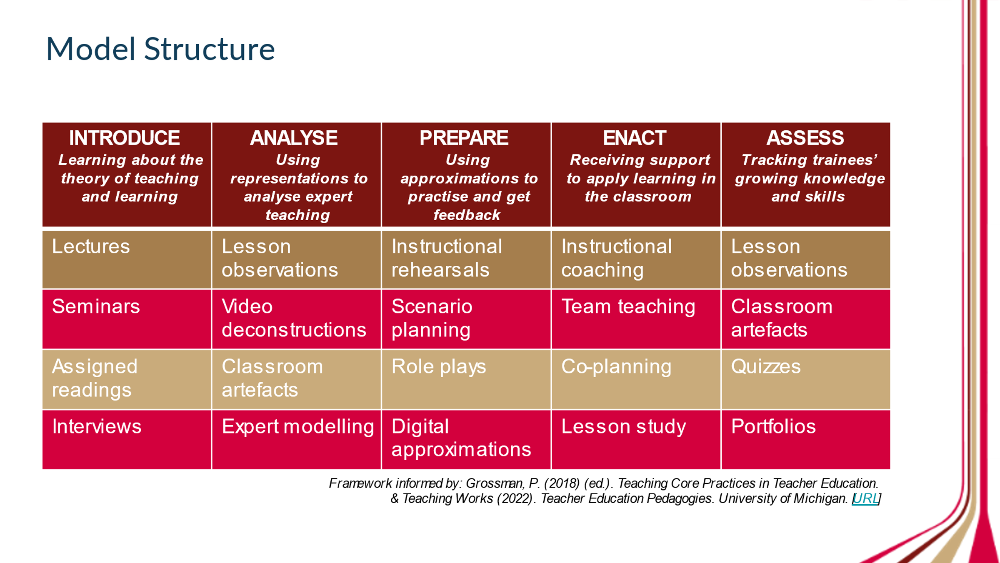 Model Structure
INTRODUCE
Learning about the
theory of teaching
and learning
ANALYSE
Using
representations to
analyse expert
teaching
PREPARE
Using
approximations to
practise and get
feedback
ENACT
Receiving support
to apply learning in
the classroom
ASSESS
Tracking trainees’
growing knowledge
and skills
Lectures
Lesson
observations
Instructional
rehearsals
Instructional
coaching
Lesson
observations
Seminars
Video
deconstructions
Scenario
planning
Team teaching
Classroom
artefacts
Assigned
readings
Classroom
artefacts
Role plays
Co-planning
Quizzes
Interviews
Expert modelling
Digital
approximations
Lesson study
Portfolios
Framework informed by: Grossman, P. (2018) (ed.). Teaching Core Practices in Teacher Education.
& Teaching Works (2022). Teacher Education Pedagogies. University of Michigan. [URL]